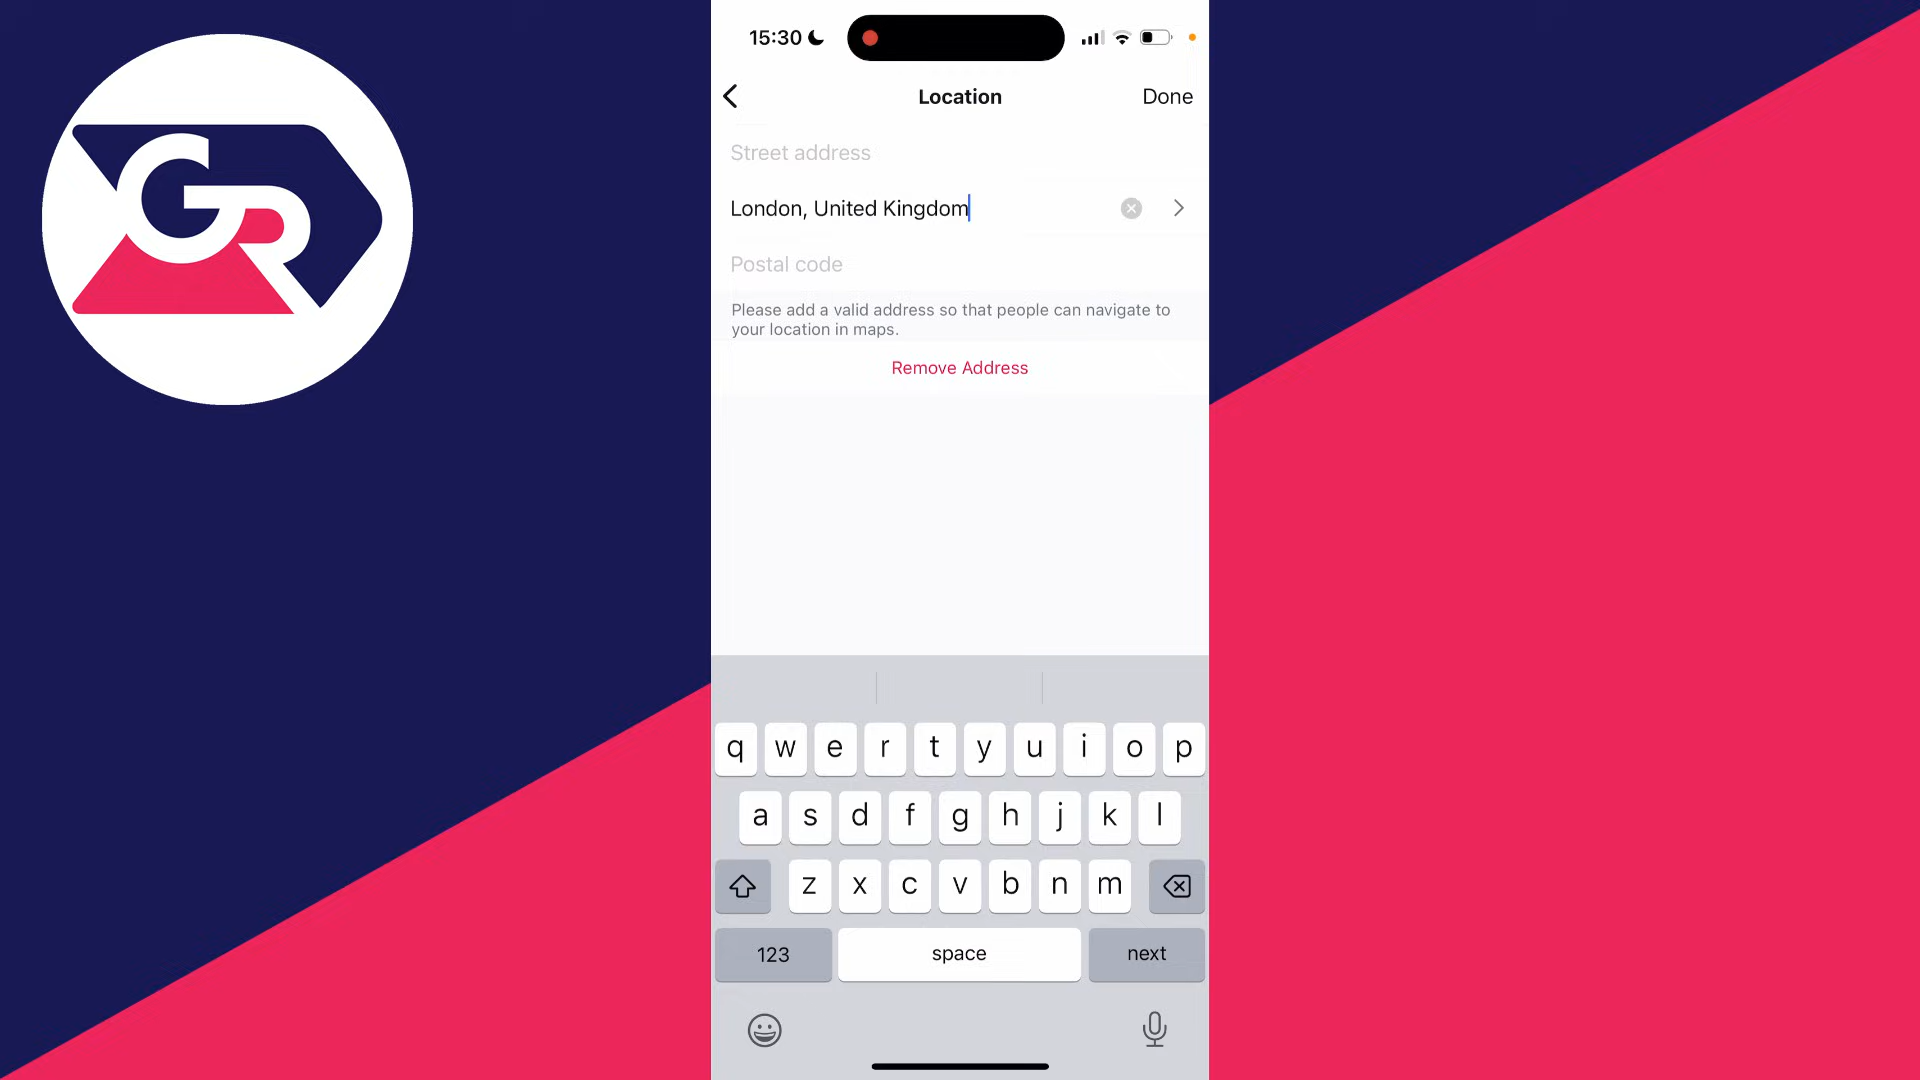 GR
15:30
Location
Done
Street address
London, United Kingdom
Postal code
Please add a valid address so that people can navigate to
your location in maps.
Remove Address
q w e r t y u i o p
a s d f g h j k l
z x c v b n m
123 space next